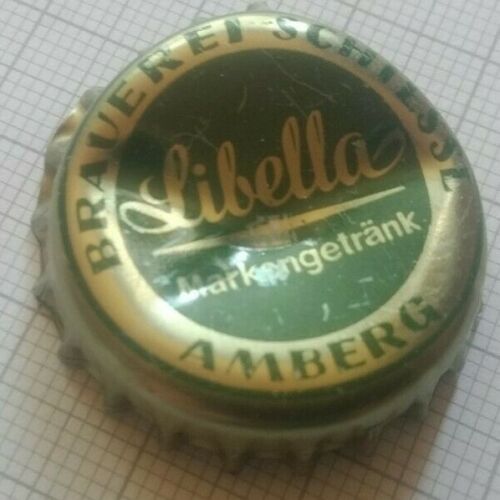 BRAUEREI SCHIESSL
Libella
Markengetränk
AMBERG